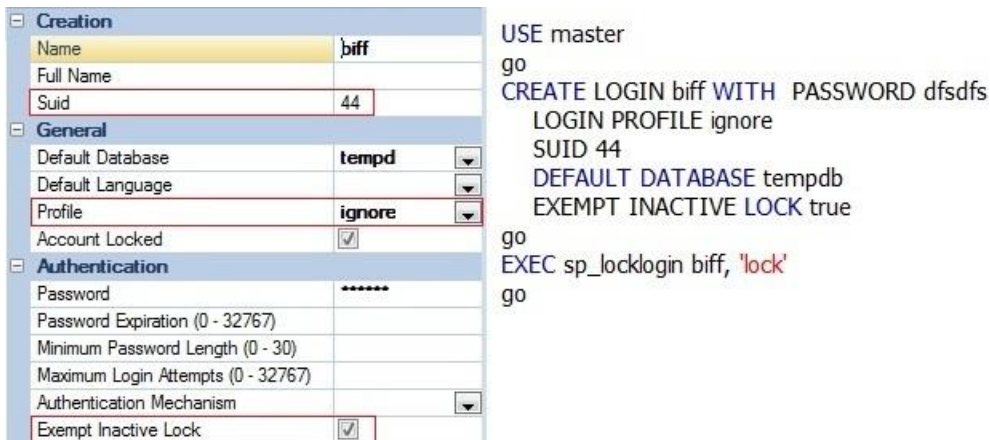 Creation
Name biff
Full Name
Suid 44
General
Default Database tempd
Default Language
Profile ignore
Account Locked
Authentication
Password ••••••
Password Expiration (0 - 32767)
Minimum Password Length (0 - 30)
Maximum Login Attempts (0 - 32767)
Authentication Mechanism
Exempt Inactive Lock
USE master
go
CREATE LOGIN biff WITH PASSWORD dfsdfs
LOGIN PROFILE ignore
SUID 44
DEFAULT DATABASE tempdb
EXEMPT INACTIVE LOCK true
go
EXEC sp_locklogin biff, 'lock'
go